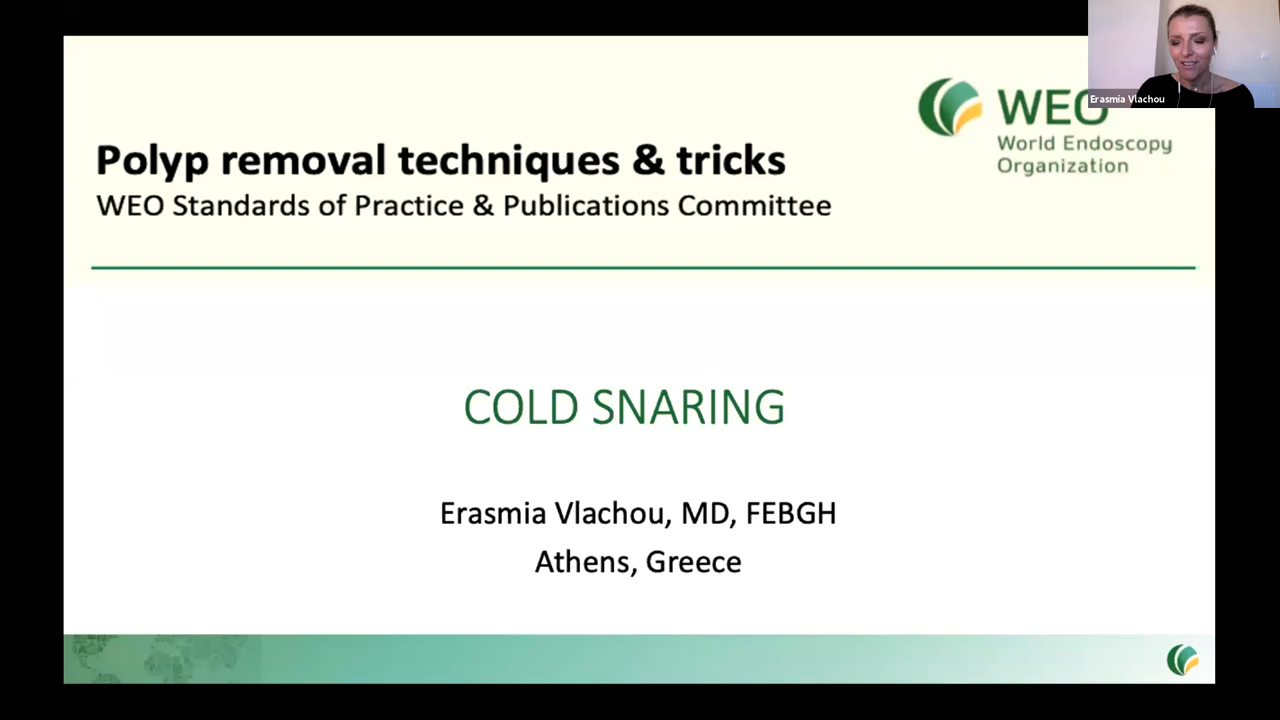 Erasmia Vlachou
WEO
World Endoscopy
Organization
Polyp removal techniques & tricks
WEO Standards of Practice & Publications Committee
COLD SNARING
Erasmia Vlachou, MD, FEBGH
Athens, Greece